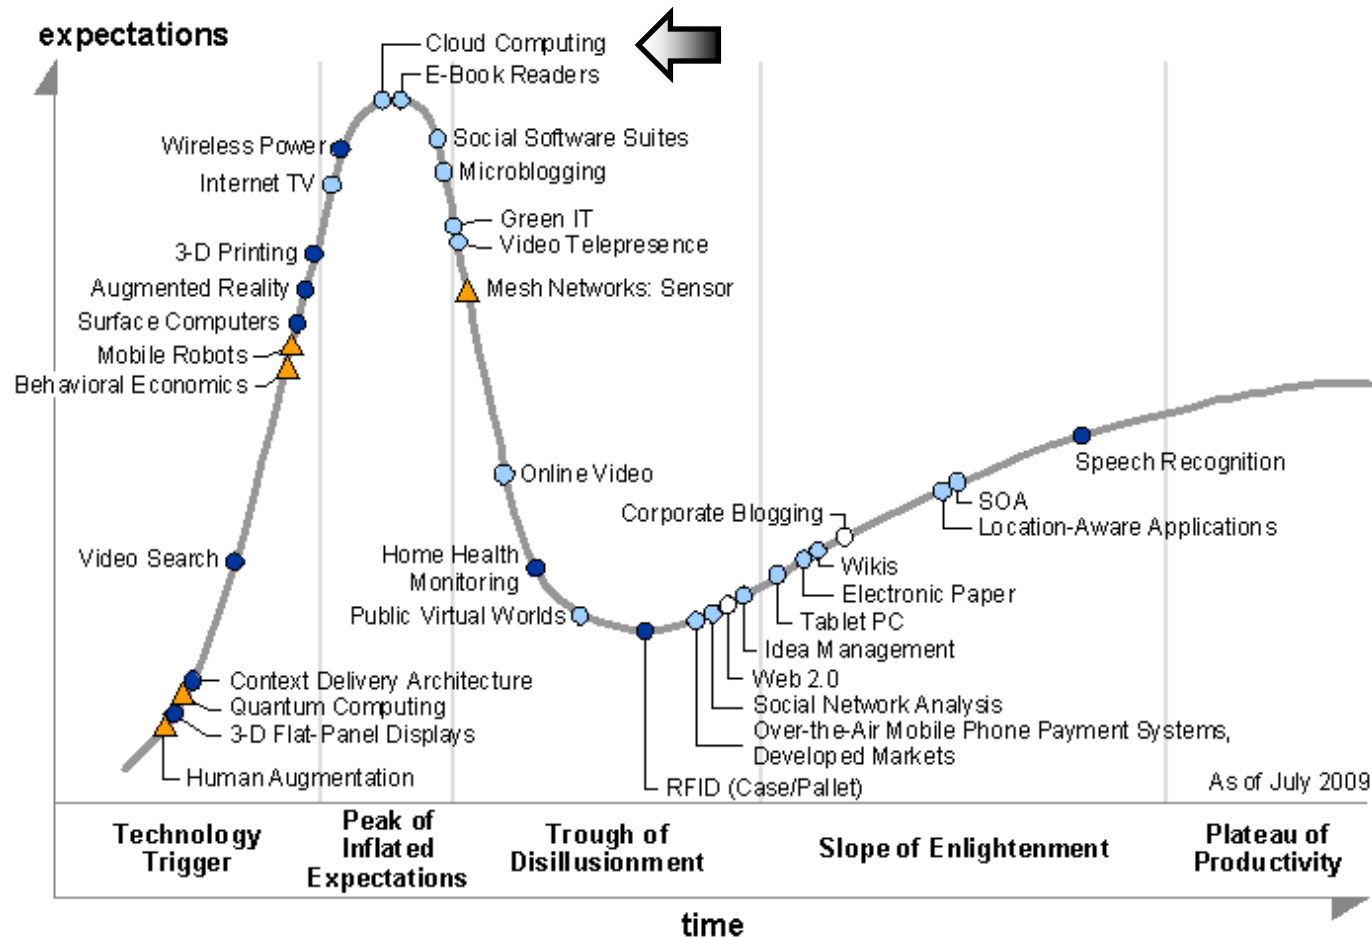 expectations
Cloud Computing
E-Book Readers
Wireless Power
Social Software Suites
Internet TV
Microblogging
Green IT
3-D Printing
Video Telepresence
Augmented Reality
Mesh Networks: Sensor
Surface Computers
Mobile Robots
Behavioral Economics
Online Video
Speech Recognition
SOA
Corporate Blogging
Location-Aware Applications
Video Search
Home Health
Monitoring
Wikis
Electronic Paper
Public Virtual Worlds
Tablet PC
Idea Management
Context Delivery Architecture
Web 2.0
Quantum Computing
Social Network Analysis
3-D Flat-Panel Displays
Over-the-Air Mobile Phone Payment Systems,
Developed Markets
Human Augmentation
RFID (Case/Pallet)
As of July 2009
Technology
Trigger
Peak of
Inflated
Expectations
Trough of
Disillusionment
Slope of Enlightenment
Plateau of
Productivity
time